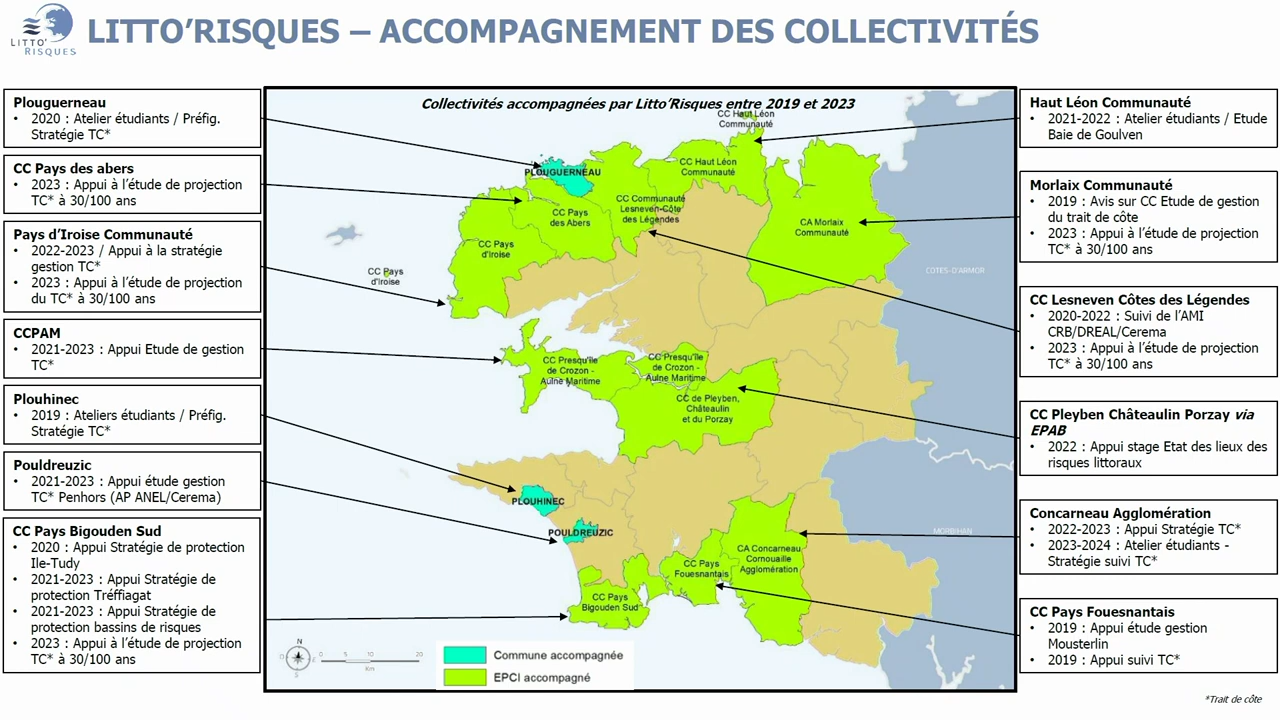 LITTO'
RISQUES
LITTO'RISQUES – ACCOMPAGNEMENT DES COLLECTIVITÉS
Plouguerneau
• 2020 : Atelier étudiants / Préfig.
Stratégie TC*
CC Pays des abers
• 2023 : Appui à l'étude de projection
TC* à 30/100 ans
Pays d'Iroise Communauté
• 2022-2023 / Appui à la stratégie
gestion TC*
• 2023 : Appui à l'étude de projection
du TC* à 30/100 ans
CCPAM
• 2021-2023 : Appui Etude de gestion
TC*
Plouhinec
• 2019 : Ateliers étudiants / Préfig.
Stratégie TC*
Pouldreuzic
• 2021-2023 : Appui étude gestion
TC* Penhors (AP ANEL/Cerema)
CC Pays Bigouden Sud
• 2020 : Appui Stratégie de protection
Ile-Tudy
• 2021-2023 : Appui Stratégie de
protection Tréffiagat
• 2021-2023 : Appui Stratégie de
protection bassins de risques
• 2023 : Appui à l'étude de projection
TC* à 30/100 ans
Collectivités accompagnées par Litto'Risques entre 2019 et 2023
CC Haut Léon
Communauté
PLOUGUERNEAU
CC Haut Léon
Communauté
CC Communauté
Lesneven-Côte
des Légendes
CC Pays
des Abers
CA Morlaix
Communauté
CC Pays
d'Iroise
CC Pays
d'Iroise
COTES-D'ARMOR
CC Presqu'île
de Crozon -
Aulne Maritime
CC Presqu'île
de Crozon -
Aulne Maritime
CC de Pleyben,
Châteaulin
et du Porzay
PLOUHINEC
POULDREUZIC
MORBIHAN
CA Concarneau
Cornouaille
Agglomération
CC Pays
Fouesnantais
CC Pays
Bigouden Sud
N
O
E
S
0 5 10 20
Km
Commune accompagnée
EPCI accompagné
Haut Léon Communauté
• 2021-2022 : Atelier étudiants / Etude
Baie de Goulven
Morlaix Communauté
• 2019 : Avis sur CC Etude de gestion
du trait de côte
• 2023 : Appui à l'étude de projection
TC* à 30/100 ans
CC Lesneven Côtes des Légendes
• 2020-2022 : Suivi de l'AMI
CRB/DREAL/Cerema
• 2023 : Appui à l'étude de projection
TC* à 30/100 ans
CC Pleyben Châteaulin Porzay via
EPAB
• 2022 : Appui stage Etat des lieux des
risques littoraux
Concarneau Agglomération
• 2022-2023 : Appui Stratégie TC*
• 2023-2024 : Atelier étudiants -
Stratégie suivi TC*
CC Pays Fouesnantais
• 2019 : Appui étude gestion
Mousterlin
• 2019 : Appui suivi TC*
*Trait de côte